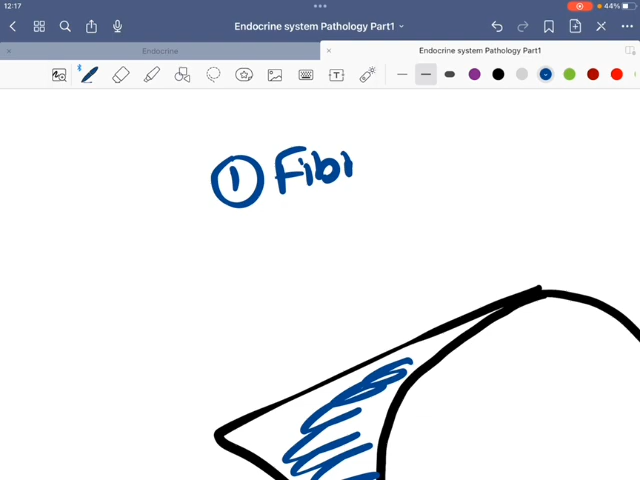 12:17
44%
Endocrine system Pathology Part1
Endocrine
Endocrine system Pathology Part1
① Fibi